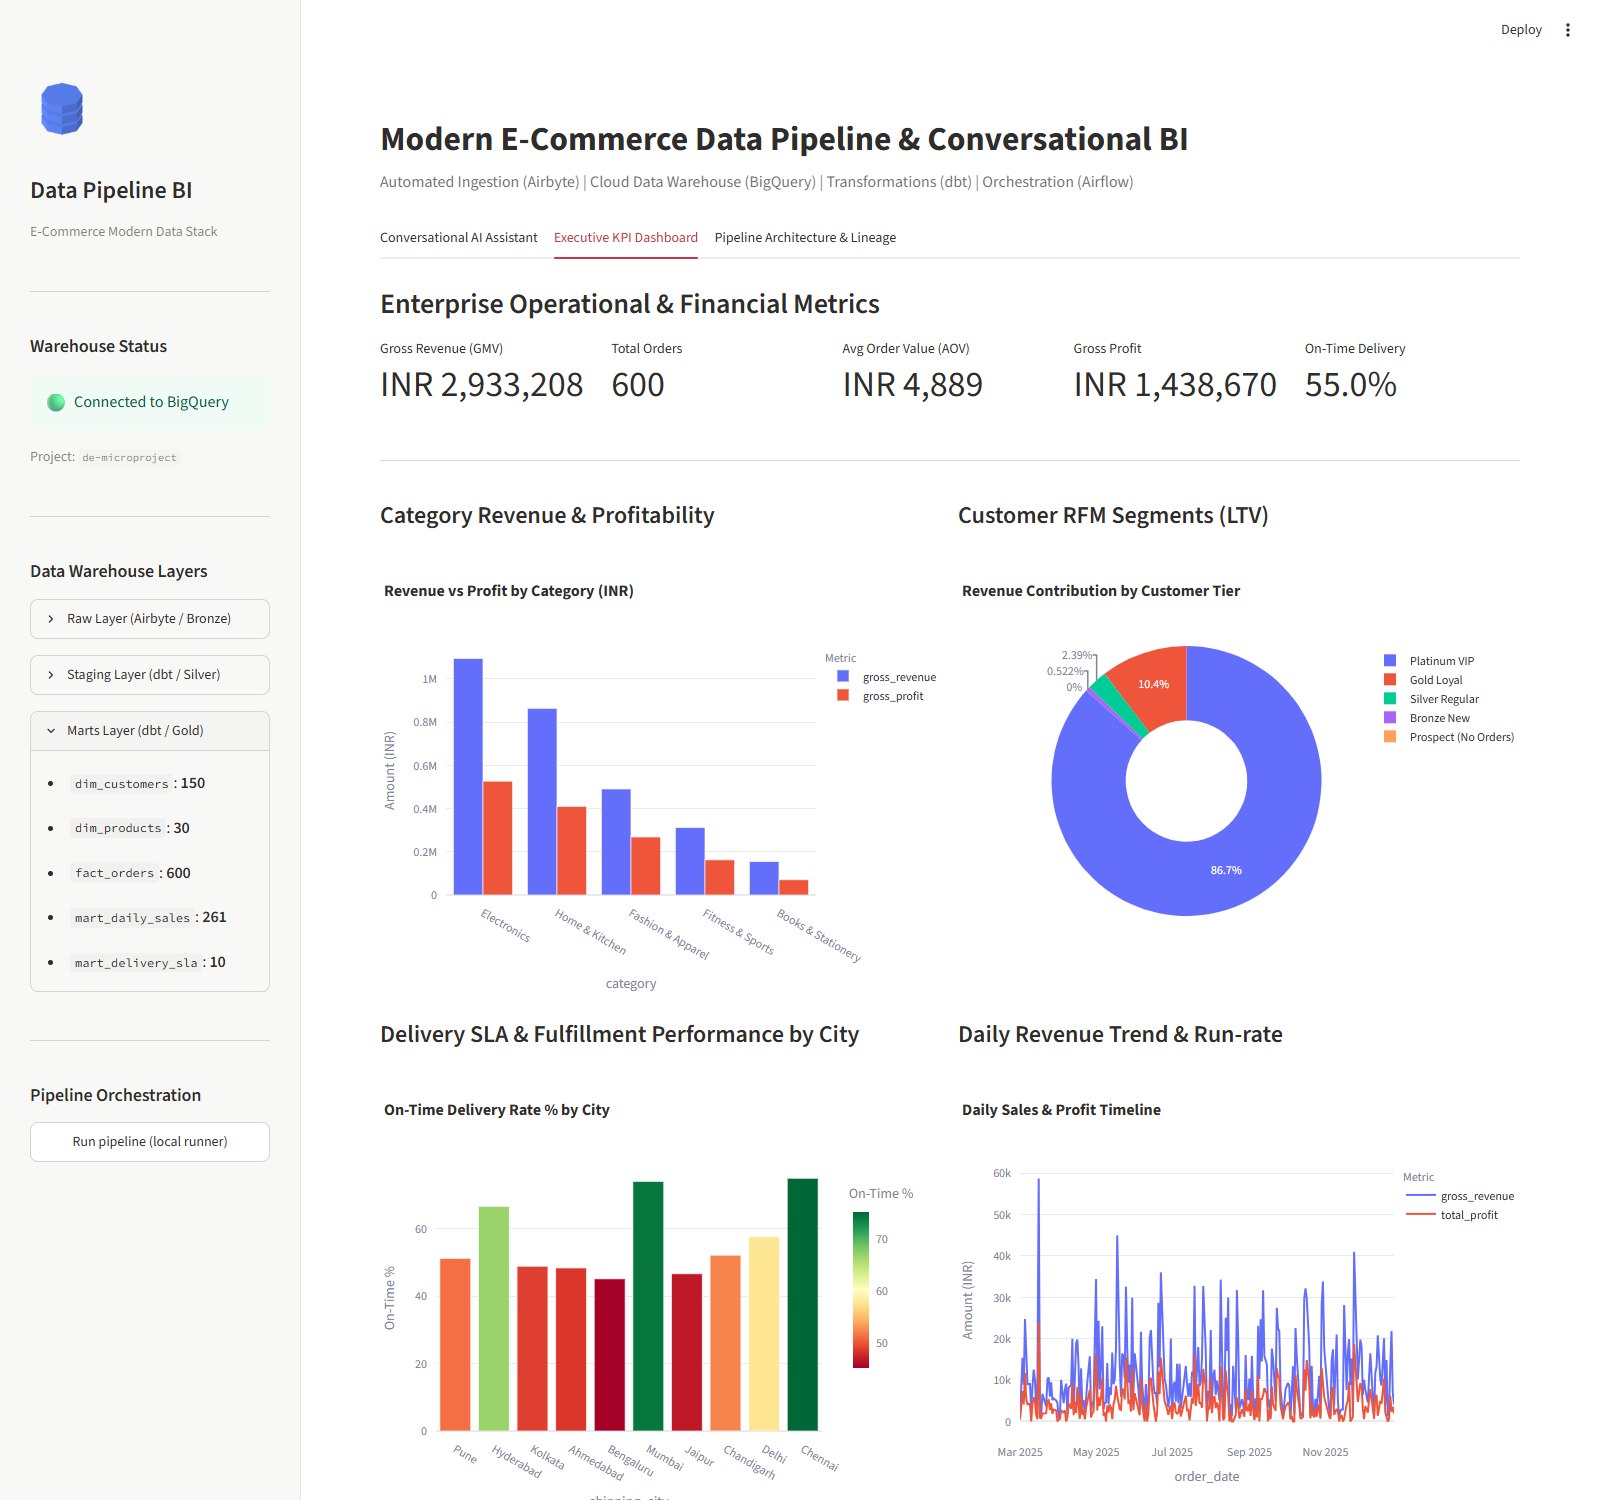 Deploy
Data Pipeline BI
E-Commerce Modern Data Stack
Warehouse Status
Connected to BigQuery
Project: de-microproject
Data Warehouse Layers
Raw Layer (Airbyte / Bronze)
Staging Layer (dbt / Silver)
Marts Layer (dbt / Gold)
dim_customers : 150
dim_products : 30
fact_orders : 600
mart_daily_sales : 261
mart_delivery_sla : 10
Pipeline Orchestration
Run pipeline (local runner)
Modern E-Commerce Data Pipeline & Conversational BI
Automated Ingestion (Airbyte) | Cloud Data Warehouse (BigQuery) | Transformations (dbt) | Orchestration (Airflow)
Conversational AI Assistant Executive KPI Dashboard Pipeline Architecture & Lineage
Enterprise Operational & Financial Metrics
Gross Revenue (GMV)
INR 2,933,208
Total Orders
600
Avg Order Value (AOV)
INR 4,889
Gross Profit
INR 1,438,670
On-Time Delivery
55.0%
Category Revenue & Profitability
Revenue vs Profit by Category (INR)
Metric
gross_revenue
gross_profit
Amount (INR)
1M
0.8M
0.6M
0.4M
0.2M
0
Electronics
Home & Kitchen
Fashion & Apparel
Fitness & Sports
Books & Stationery
category
Customer RFM Segments (LTV)
Revenue Contribution by Customer Tier
2.39%
0.522%
0%
10.4%
86.7%
Platinum VIP
Gold Loyal
Silver Regular
Bronze New
Prospect (No Orders)
Delivery SLA & Fulfillment Performance by City
On-Time Delivery Rate % by City
On-Time %
60
40
20
0
Pune
Hyderabad
Kolkata
Ahmedabad
Bengaluru
Mumbai
Jaipur
Chandigarh
Delhi
Chennai
On-Time %
70
60
50
Daily Revenue Trend & Run-rate
Daily Sales & Profit Timeline
Metric
gross_revenue
total_profit
Amount (INR)
60k
50k
40k
30k
20k
10k
0
Mar 2025
May 2025
Jul 2025
Sep 2025
Nov 2025
order_date